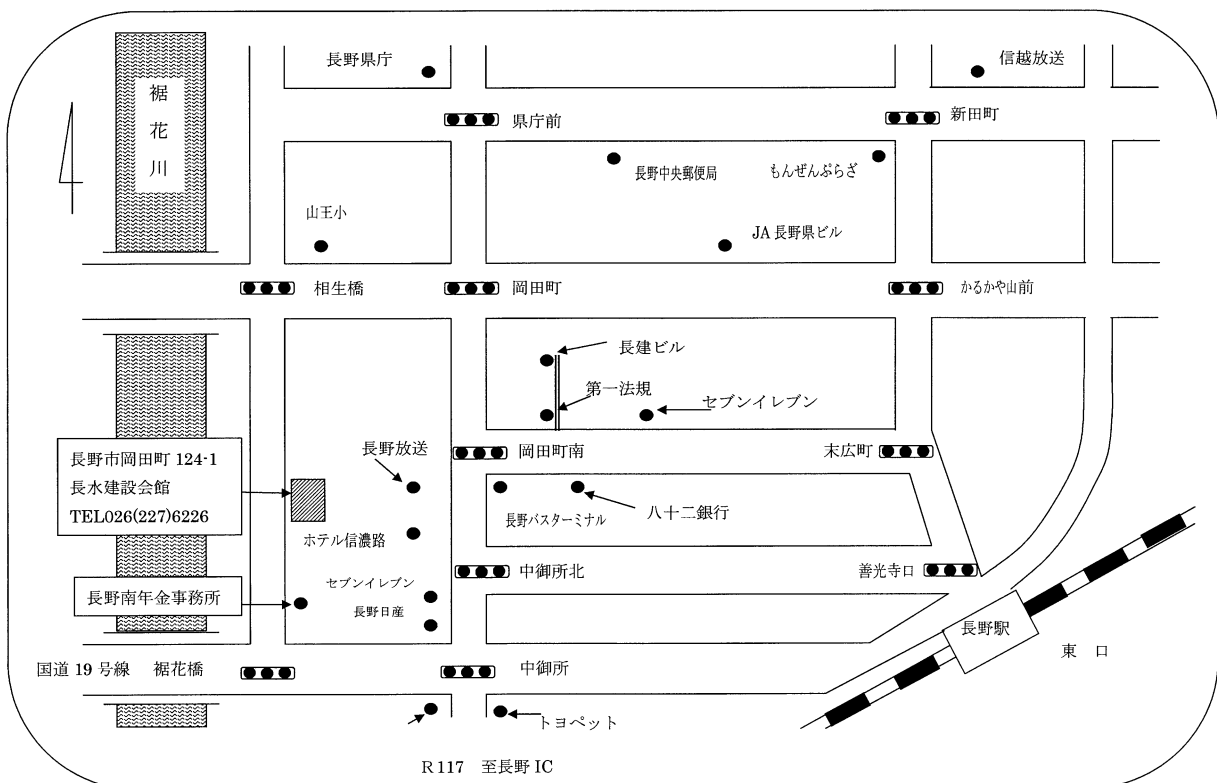 長野県庁
信越放送
裾花川
県庁前
新田町
長野中央郵便局
もんぜんぷらざ
山王小
JA 長野県ビル
相生橋
岡田町
かるかや山前
長建ビル
第一法規
セブンイレブン
長野放送
岡田町南
末広町
長野市岡田町 124-1
長水建設会館
TEL026(227)6226
長野バスターミナル
八十二銀行
ホテル信濃路
中御所北
善光寺口
セブンイレブン
長野日産
長野南年金事務所
長野駅
東 口
国道 19 号線 裾花橋
中御所
トヨペット
R117 至長野 IC